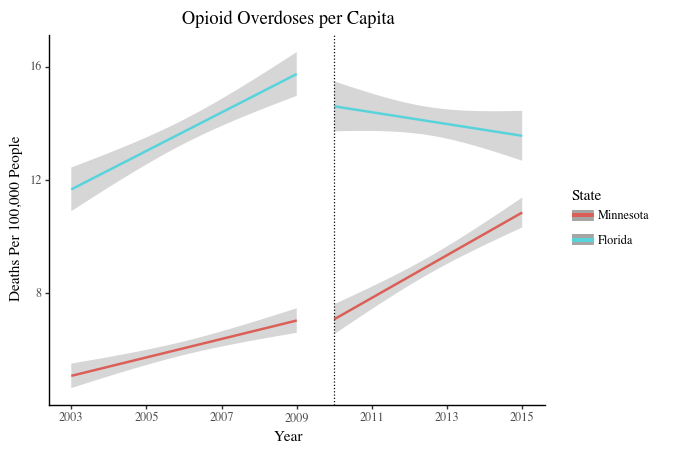 Opioid Overdoses per Capita
Deaths Per 100,000 People
16
12
8
2003 2005 2007 2009 2011 2013 2015
Year
State
Minnesota
Florida